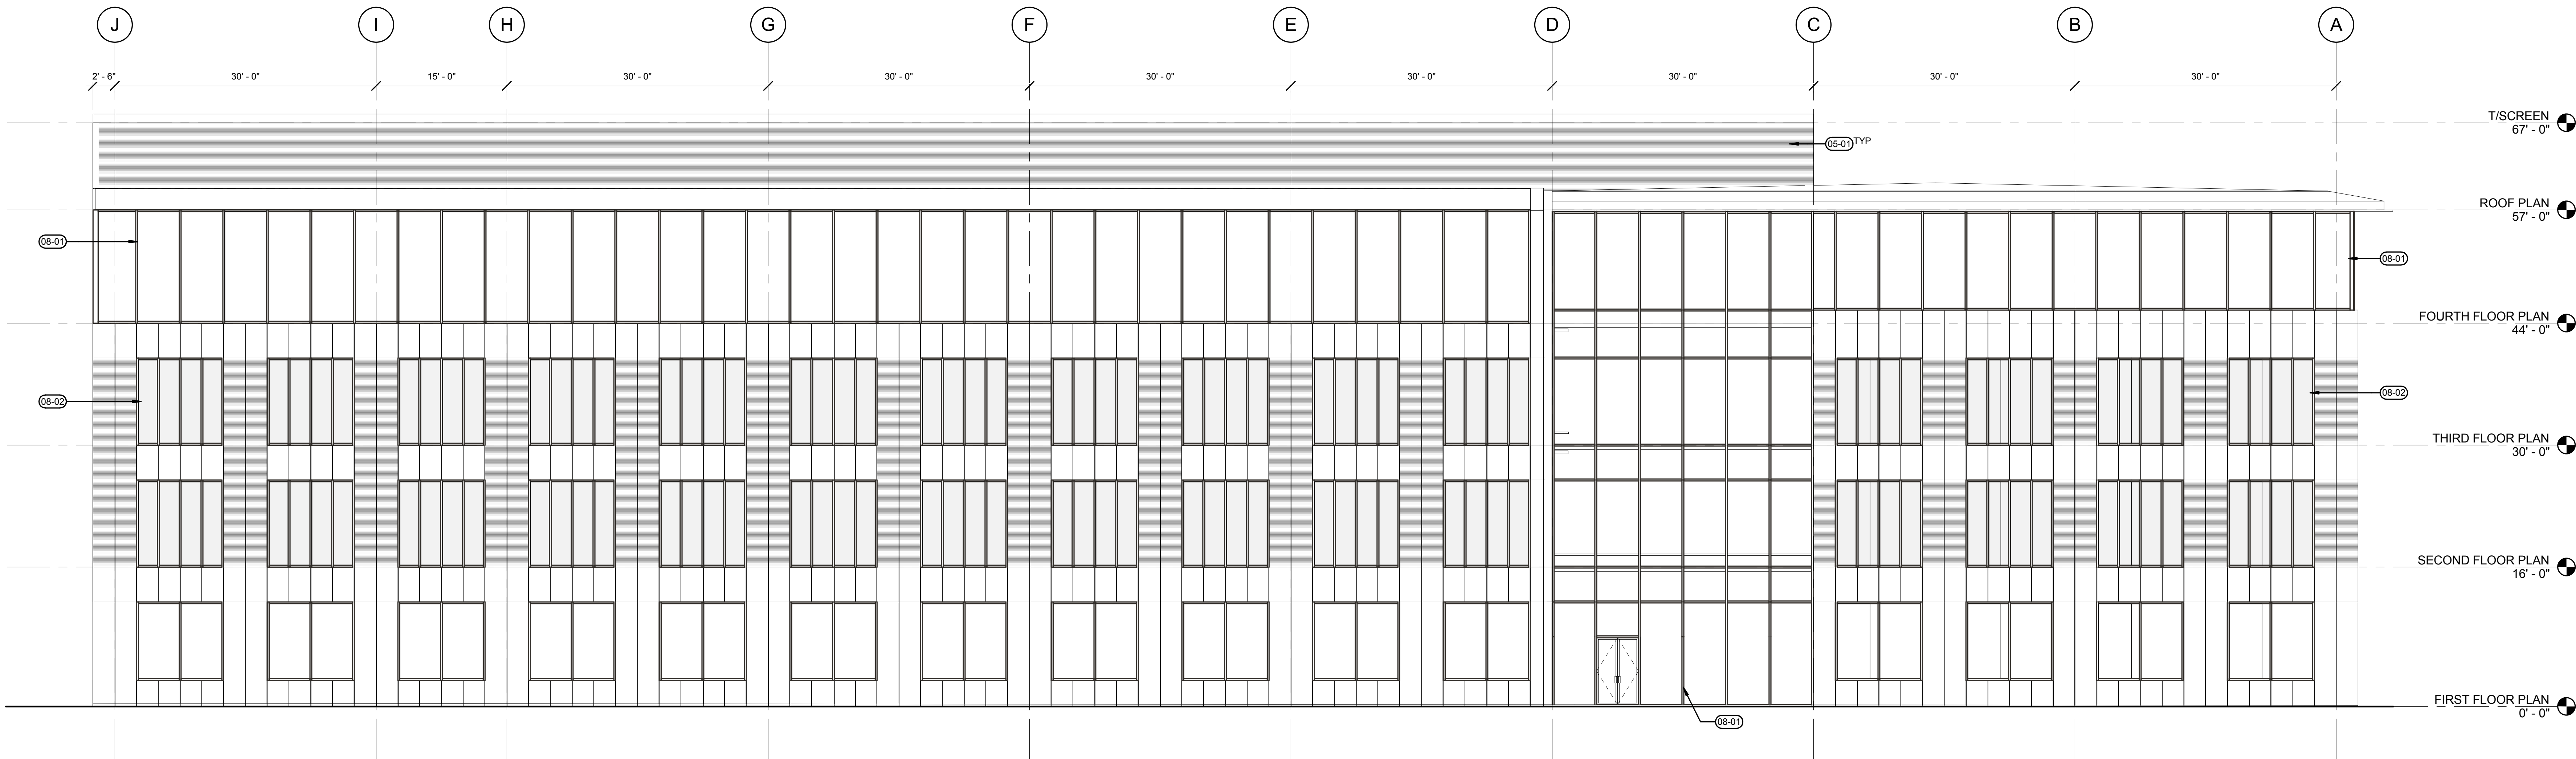 J I H G F E D C B A
2' - 6" 30' - 0" 15' - 0" 30' - 0" 30' - 0" 30' - 0" 30' - 0" 30' - 0" 30' - 0" 30' - 0"
T/SCREEN
67' - 0"
05-01 TYP
ROOF PLAN
57' - 0"
08-01
08-01
FOURTH FLOOR PLAN
44' - 0"
08-02
08-02
THIRD FLOOR PLAN
30' - 0"
SECOND FLOOR PLAN
16' - 0"
FIRST FLOOR PLAN
0' - 0"
08-01